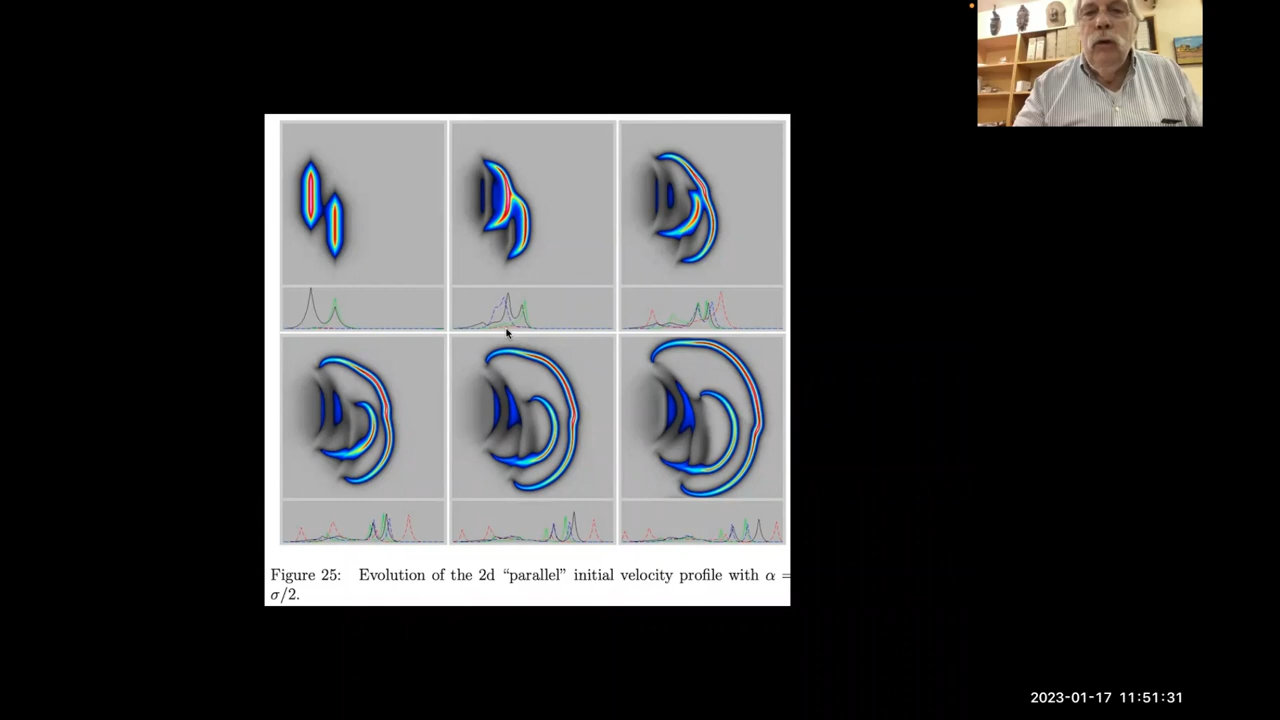 Figure 25: Evolution of the 2d “parallel” initial velocity profile with α =
σ/2.
2023-01-17 11:51:31